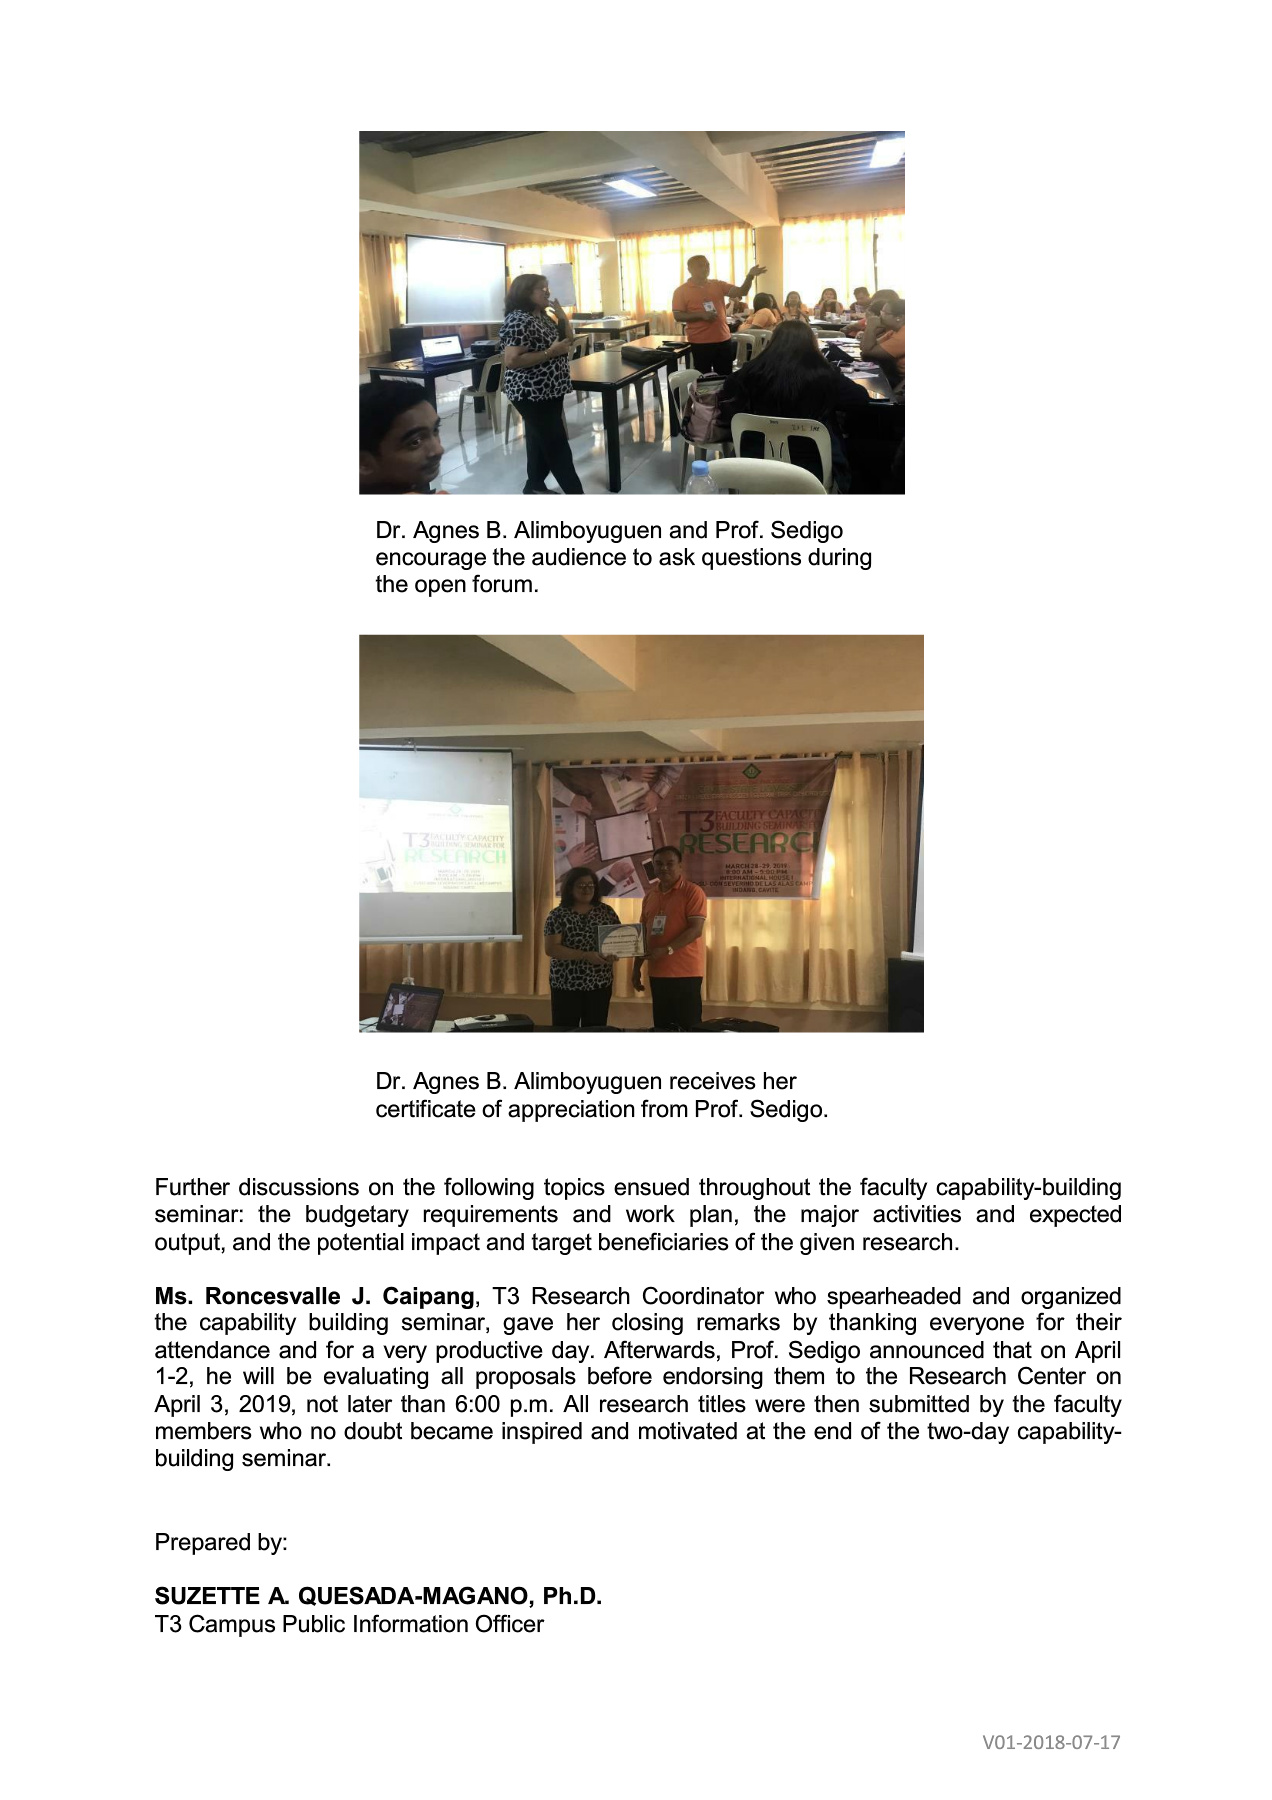 Dr. Agnes B. Alimboyuguen and Prof. Sedigo
encourage the audience to ask questions during
the open forum.
T3 FACULTY CAPACITY
BUILDING SEMINAR FOR
RESEARCH
T3 FACULTY CAPACIT
BUILDING SEMINAR FO
RESEARC
MARCH 28-29, 2019
8:00 AM – 5:00 PM
INTERNATIONAL HOUSE I
DON SEVERINO DE LAS ALAS CAM
INDANG, CAVITE
Dr. Agnes B. Alimboyuguen receives her
certificate of appreciation from Prof. Sedigo.
Further discussions on the following topics ensued throughout the faculty capability-building
seminar: the budgetary requirements and work plan, the major activities and expected
output, and the potential impact and target beneficiaries of the given research.
Ms. Roncesvalle J. Caipang, T3 Research Coordinator who spearheaded and organized
the capability building seminar, gave her closing remarks by thanking everyone for their
attendance and for a very productive day. Afterwards, Prof. Sedigo announced that on April
1-2, he will be evaluating all proposals before endorsing them to the Research Center on
April 3, 2019, not later than 6:00 p.m. All research titles were then submitted by the faculty
members who no doubt became inspired and motivated at the end of the two-day capability-
building seminar.
Prepared by:
SUZETTE A. QUESADA-MAGANO, Ph.D.
T3 Campus Public Information Officer
V01-2018-07-17